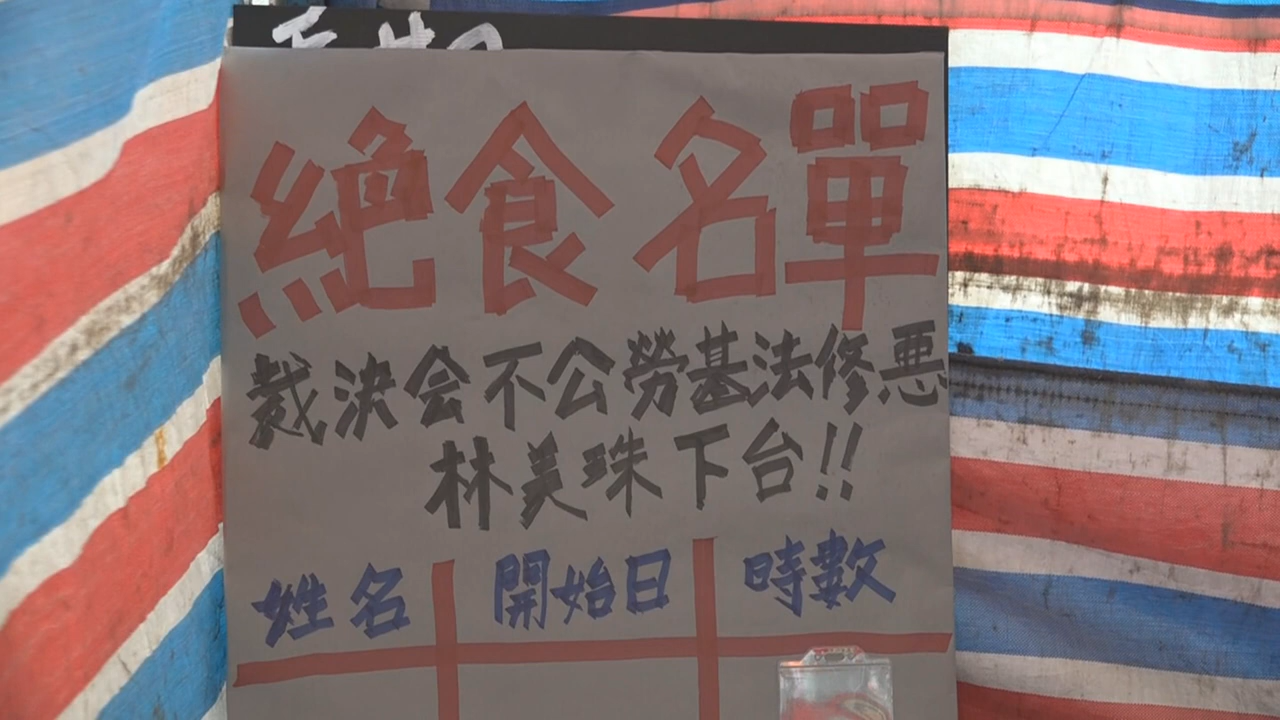 絕食名單
裁決会不公勞基法修悪
林美珠下台!!
姓名 開始日 時數